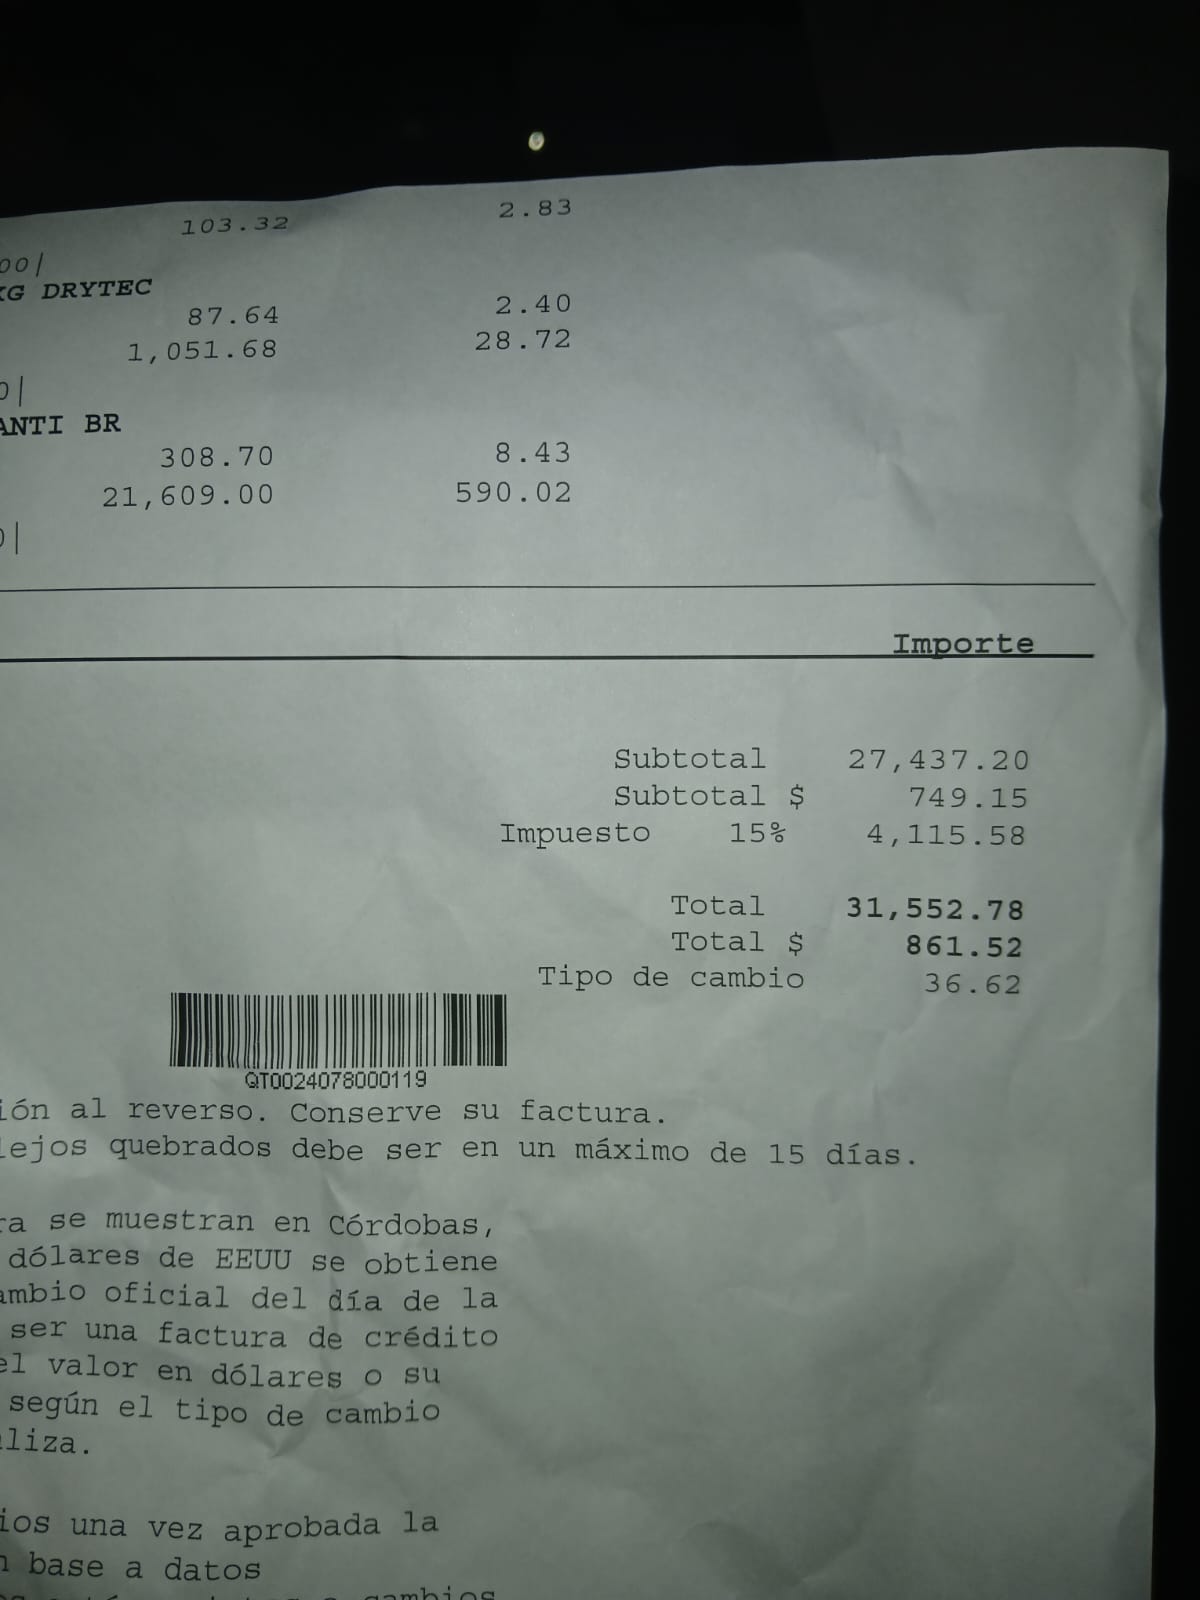 103.32 2.83
00|
KG DRYTEC
87.64 2.40
1,051.68 28.72
0|
ANTI BR
308.70 8.43
21,609.00 590.02
0|
Importe
Subtotal 27,437.20
Subtotal $ 749.15
Impuesto 15% 4,115.58
Total 31,552.78
Total $ 861.52
Tipo de cambio 36.62
QT0024078000119
ión al reverso. Conserve su factura.
lejos quebrados debe ser en un máximo de 15 días.
ra se muestran en Córdobas,
dólares de EEUU se obtiene
ambio oficial del día de la
ser una factura de crédito
el valor en dólares o su
según el tipo de cambio
aliza.
ios una vez aprobada la
n base a datos
cambios